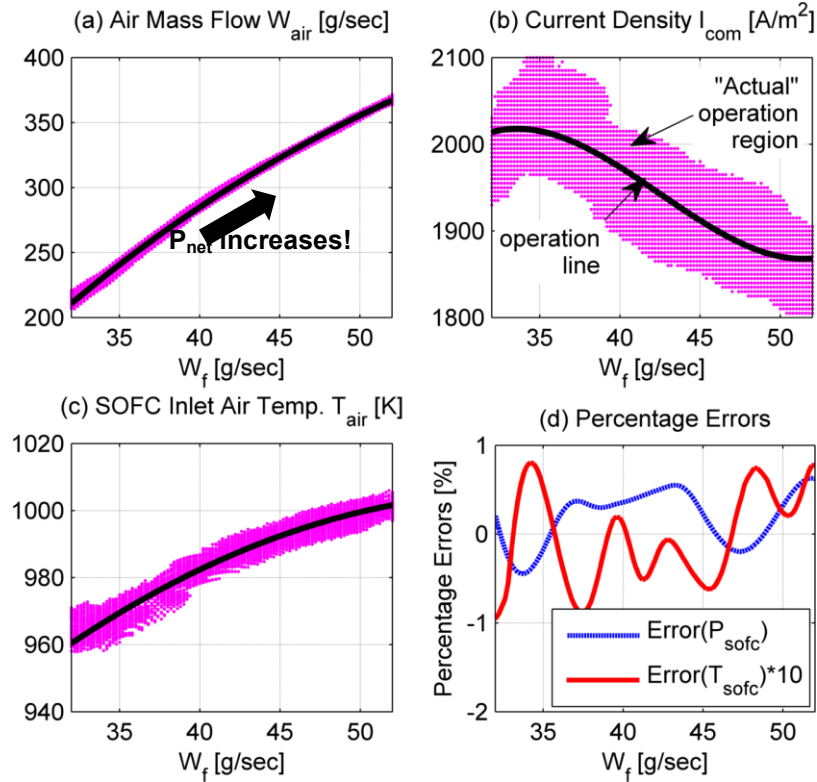 (a) Air Mass Flow W_air [g/sec]
400
350
300
250
200
P_net increases!
35 40 45 50
W_f [g/sec]
(b) Current Density I_com [A/m²]
2100
2000
1900
1800
"Actual"
operation
region
operation
line
35 40 45 50
W_f [g/sec]
(c) SOFC Inlet Air Temp. T_air [K]
1020
1000
980
960
940
35 40 45 50
W_f [g/sec]
(d) Percentage Errors
Percentage Errors [%]
1
0
-1
-2
Error(P_sofc)
Error(T_sofc)*10
35 40 45 50
W_f [g/sec]